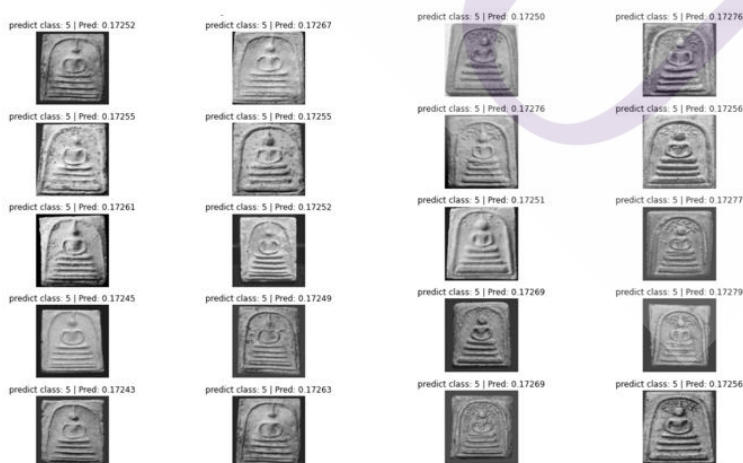 predict class: 5 | Pred: 0.17252
predict class: 5 | Pred: 0.17267
predict class: 5 | Pred: 0.17250
predict class: 5 | Pred: 0.17276
predict class: 5 | Pred: 0.17255
predict class: 5 | Pred: 0.17255
predict class: 5 | Pred: 0.17276
predict class: 5 | Pred: 0.17256
predict class: 5 | Pred: 0.17261
predict class: 5 | Pred: 0.17252
predict class: 5 | Pred: 0.17251
predict class: 5 | Pred: 0.17277
predict class: 5 | Pred: 0.17245
predict class: 5 | Pred: 0.17249
predict class: 5 | Pred: 0.17269
predict class: 5 | Pred: 0.17279
predict class: 5 | Pred: 0.17243
predict class: 5 | Pred: 0.17263
predict class: 5 | Pred: 0.17269
predict class: 5 | Pred: 0.17256